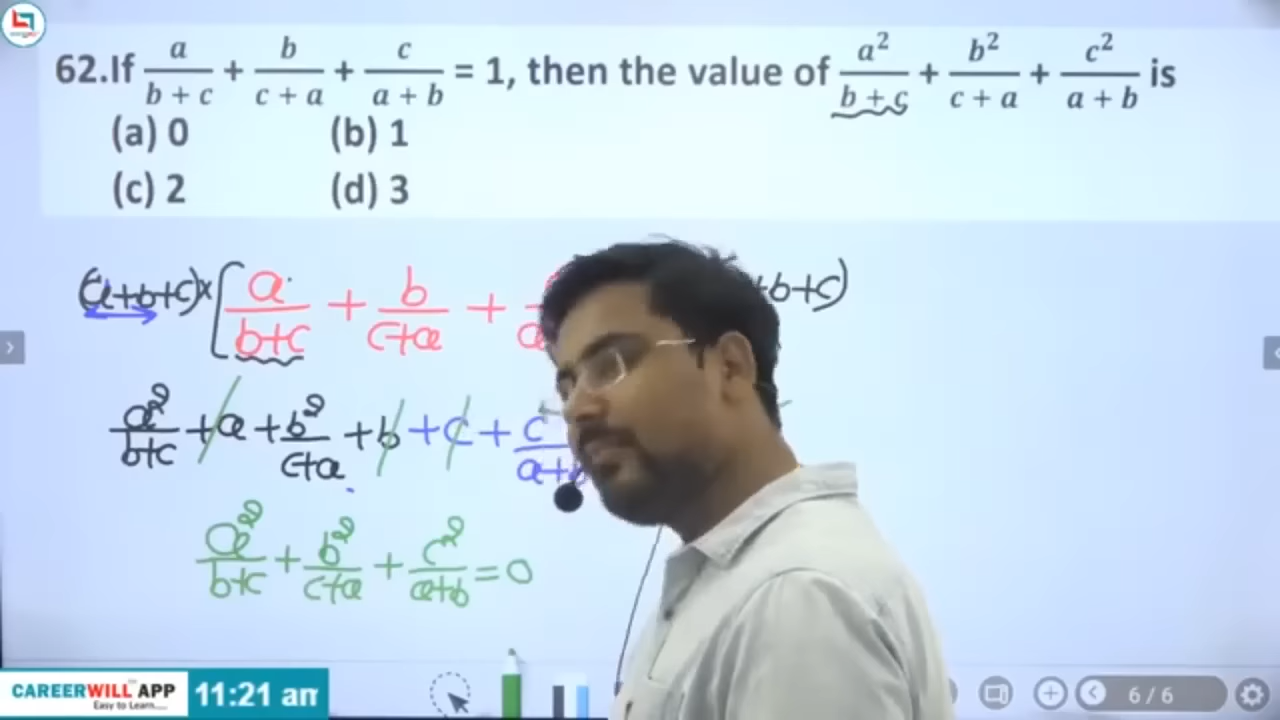 62.If a/(b + c) + b/(c + a) + c/(a + b) = 1, then the value of a²/(b + c) + b²/(c + a) + c²/(a + b) is
(a) 0 (b) 1
(c) 2 (d) 3
(a+b+c)×[a/(b+c) + b/(c+a) + +b+c)
a²/(b+c) + a + b²/(c+a) + b + c + c/(a+b
a²/(b+c) + b²/(c+a) + c²/(a+b) = 0
CAREERWILL APP
Easy to Learn.....
11:21 am
6 / 6